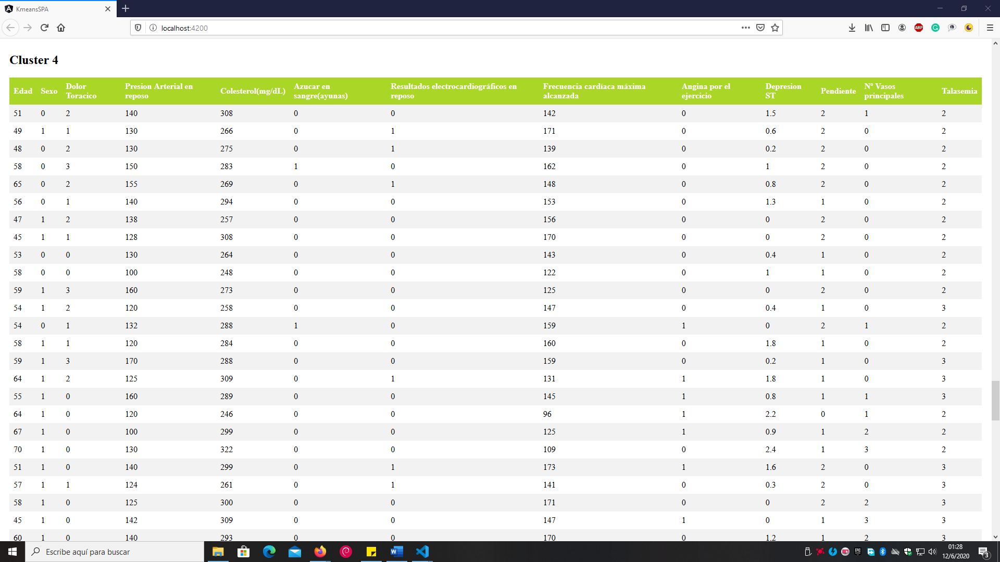 KmeansSPA
localhost:4200
Cluster 4
Edad Sexo Dolor Toracico Presion Arterial en reposo Colesterol(mg/dL) Azucar en sangre(ayunas) Resultados electrocardiográficos en reposo Frecuencia cardíaca máxima alcanzada Angina por el ejercicio Depresion ST Pendiente Nº Vasos principales Talasemia
51 0 2 140 308 0 0 142 0 1.5 2 1 2
49 1 1 130 266 0 1 171 0 0.6 2 0 2
48 0 2 130 275 0 1 139 0 0.2 2 0 2
58 0 3 150 283 1 0 162 0 1 2 0 2
65 0 2 155 269 0 1 148 0 0.8 2 0 2
56 0 1 140 294 0 0 153 0 1.3 1 0 2
47 1 2 138 257 0 0 156 0 0 2 0 2
45 1 1 128 308 0 0 170 0 0 2 0 2
53 0 0 130 264 0 0 143 0 0.4 1 0 2
58 0 0 100 248 0 0 122 0 1 1 0 2
59 1 3 160 273 0 0 125 0 0 2 0 2
54 1 2 120 258 0 0 147 0 0.4 1 0 3
54 0 1 132 288 1 0 159 1 0 2 1 2
58 1 1 120 284 0 0 160 0 1.8 1 0 2
59 1 3 170 288 0 0 159 0 0.2 1 0 3
64 1 2 125 309 0 1 131 1 1.8 1 0 3
55 1 0 160 289 0 0 145 1 0.8 1 1 3
64 1 0 120 246 0 0 96 1 2.2 0 1 2
67 1 0 100 299 0 0 125 1 0.9 1 2 2
70 1 0 130 322 0 0 109 0 2.4 1 3 2
51 1 0 140 299 0 1 173 1 1.6 2 0 3
57 1 1 124 261 0 1 141 0 0.3 2 0 3
58 1 0 125 300 0 0 171 0 0 2 2 3
45 1 0 142 309 0 0 147 1 0 1 3 3
60 1 0 140 293 0 0 170 0 1.2 1 2 3
Escribe aquí para buscar
01:28
12/6/2020
3
ABP
EPIC